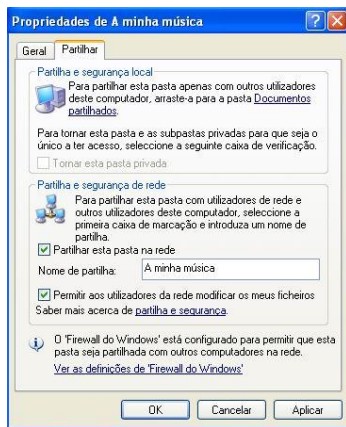 Propriedades de A minha música
Geral
Partilhar
Partilha e segurança local
Para partilhar esta pasta apenas com outros utilizadores
deste computador, arraste-a para a pasta Documentos
partilhados.
Para tornar esta pasta e as subpastas privadas para que seja o
único a ter acesso, seleccione a seguinte caixa de verificação.
Tornar esta pasta privada
Partilha e segurança de rede
Para partilhar esta pasta com utilizadores de rede e
outros utilizadores deste computador, seleccione a
primeira caixa de marcação e introduza um nome de
partilha.
Partilhar esta pasta na rede
Nome de partilha:
A minha música
Permitir aos utilizadores da rede modificar os meus ficheiros
Saber mais acerca de partilha e segurança.
O 'Firewall do Windows' está configurado para permitir que esta
pasta seja partilhada com outros computadores na rede.
Ver as definições de 'Firewall do Windows'
OK
Cancelar
Aplicar